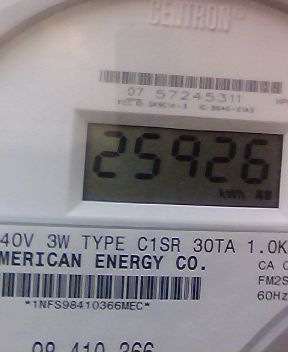 CENTRON®
07 57245311
25926
kWh
40V 3W TYPE C1SR 30TA 1.0K
MERICAN ENERGY CO.
CA 
FM2S
60Hz
*1NFS98410366MEC*
98 410 366